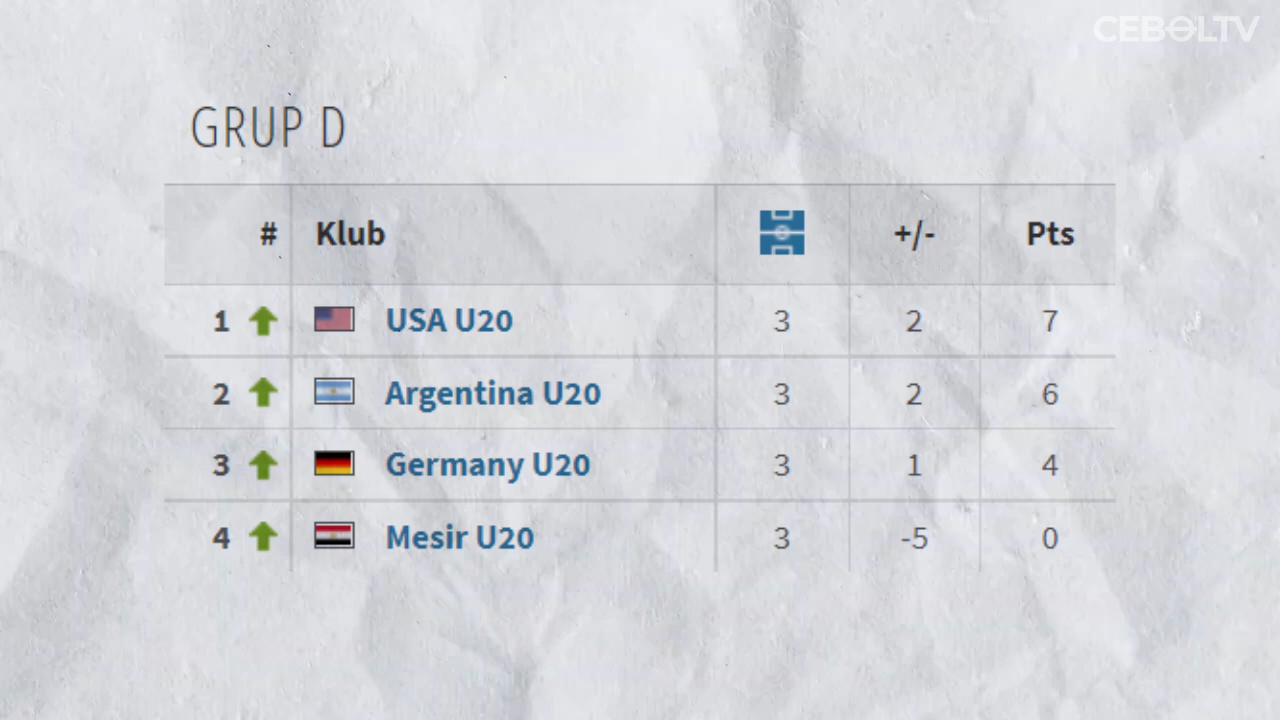 CEBOLTV
GRUP D
# Klub +/- Pts
1 USA U20 3 2 7
2 Argentina U20 3 2 6
3 Germany U20 3 1 4
4 Mesir U20 3 -5 0